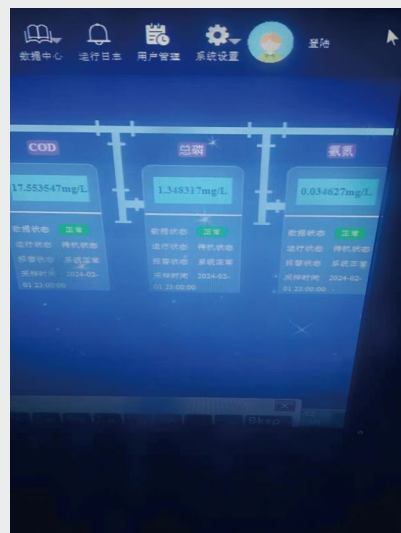 数据中心 运行日志 用户管理 系统设置 登陆
COD 总磷 氨氮
17.553547mg/L 1.348317mg/L 0.034627mg/L
数据状态 正常 数据状态 正常 数据状态 正常
运行状态 待机状态 运行状态 待机状态 运行状态 待机状态
报警状态 系统正常 报警状态 系统正常 报警状态 系统正常
采样时间 2024-02- 采样时间 2024-02- 采样时间 2024-02-
01 23:00:00 01 23:00:00 01 23:00:00
Bksp